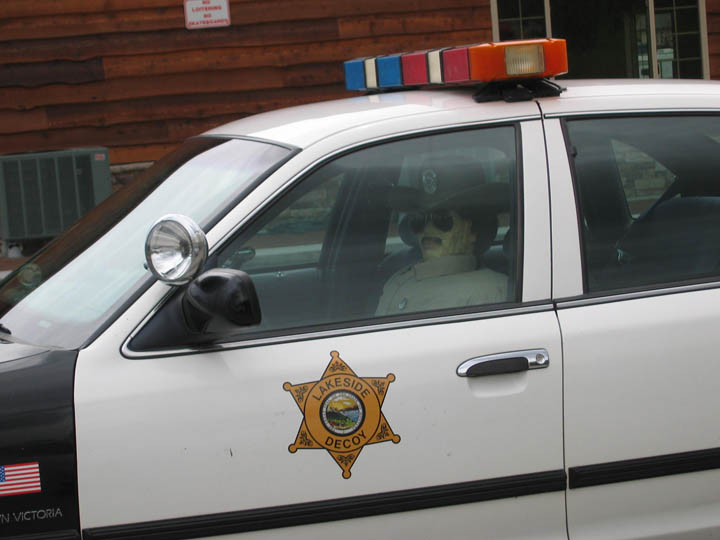 NO
LOITERING
NO
SKATEBOARDS
LAKESIDE
DECOY
VICTORIA